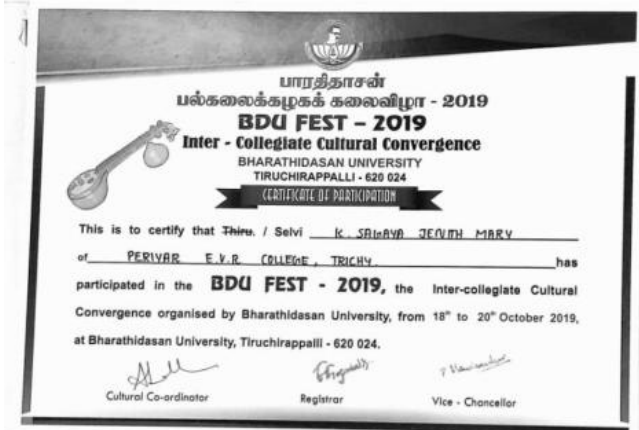 பாரதிதாசன்
பல்கலைக்கழகக் கலைவிழா - 2019
BDU FEST – 2019
Inter - Collegiate Cultural Convergence
BHARATHIDASAN UNIVERSITY
TIRUCHIRAPPALLI - 620 024
CERTIFICATE OF PARTICIPATION
This is to certify that Thiru. / Selvi K. SAHAYA JENITH MARY
of PERIYAR E.V.R. COLLEGE, TRICHY. has
participated in the BDU FEST - 2019, the Inter-collegiate Cultural
Convergence organised by Bharathidasan University, from 18th to 20th October 2019,
at Bharathidasan University, Tiruchirappalli - 620 024.
Cultural Co-ordinator Registrar Vice - Chancellor